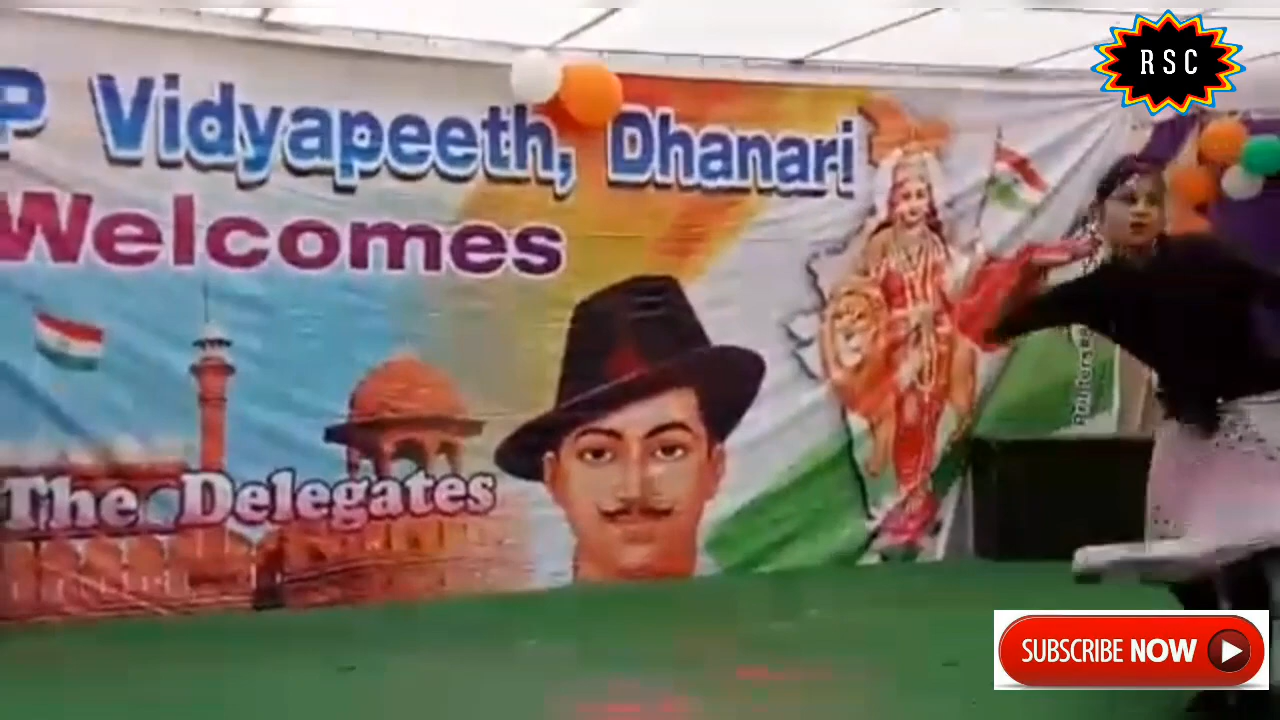 RSC
P Vidyapeeth, Dhanari
Welcomes
The Delegates
SUBSCRIBE NOW